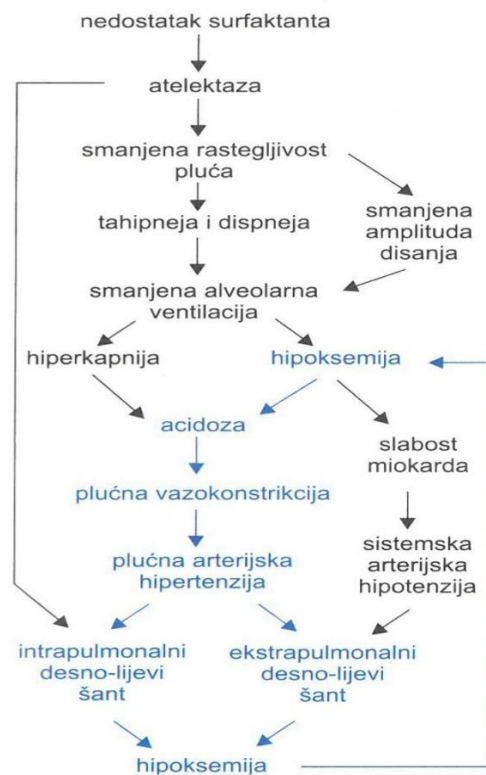 nedostatak surfaktanta
atelektaza
smanjena rastegljivost
pluća
tahipneja i dispneja
smanjena
amplituda
disanja
smanjena alveolarna
ventilacija
hiperkapnija
hipoksemija
acidoza
slabost
miokarda
plućna vazokonstrikcija
plućna arterijska
hipertenzija
sistemska
arterijska
hipotenzija
intrapulmonalni
desno-lijevi
šant
ekstrapulmonalni
desno-lijevi
šant
hipoksemija